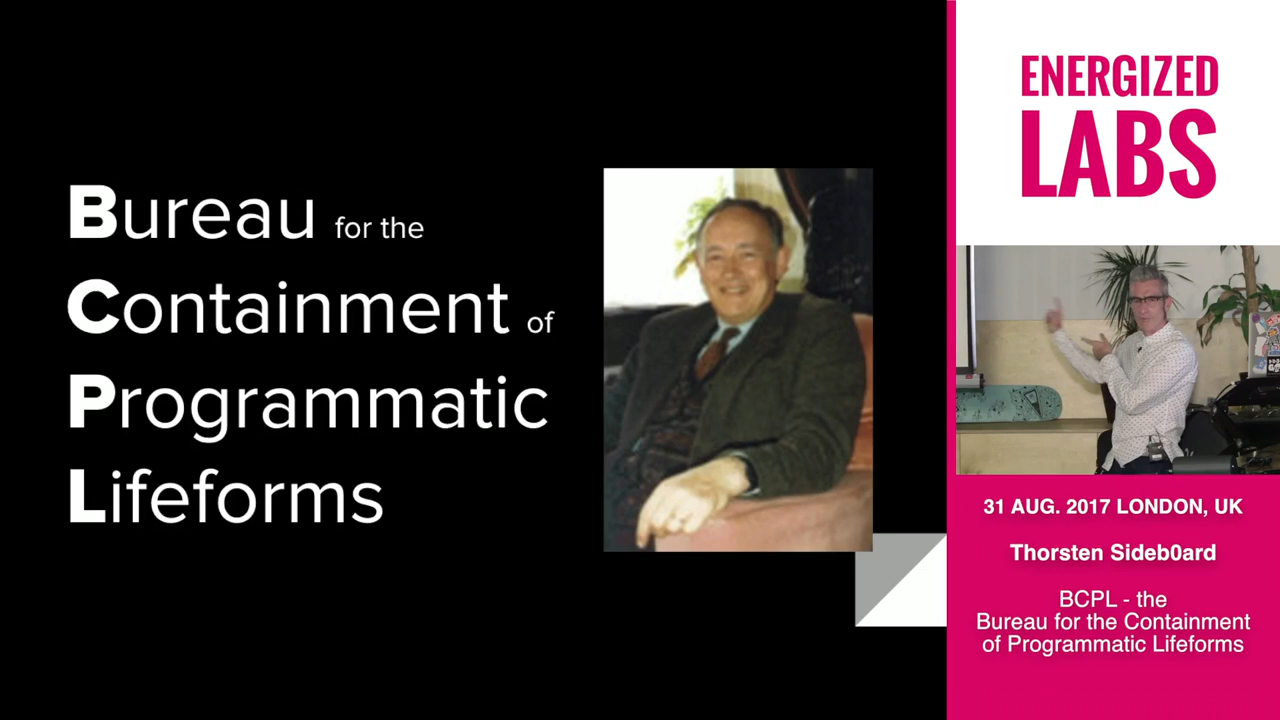 Bureau for the
Containment of
Programmatic
Lifeforms
ENERGIZED
LABS
31 AUG. 2017 LONDON, UK
Thorsten Sideb0ard
BCPL - the
Bureau for the Containment
of Programmatic Lifeforms